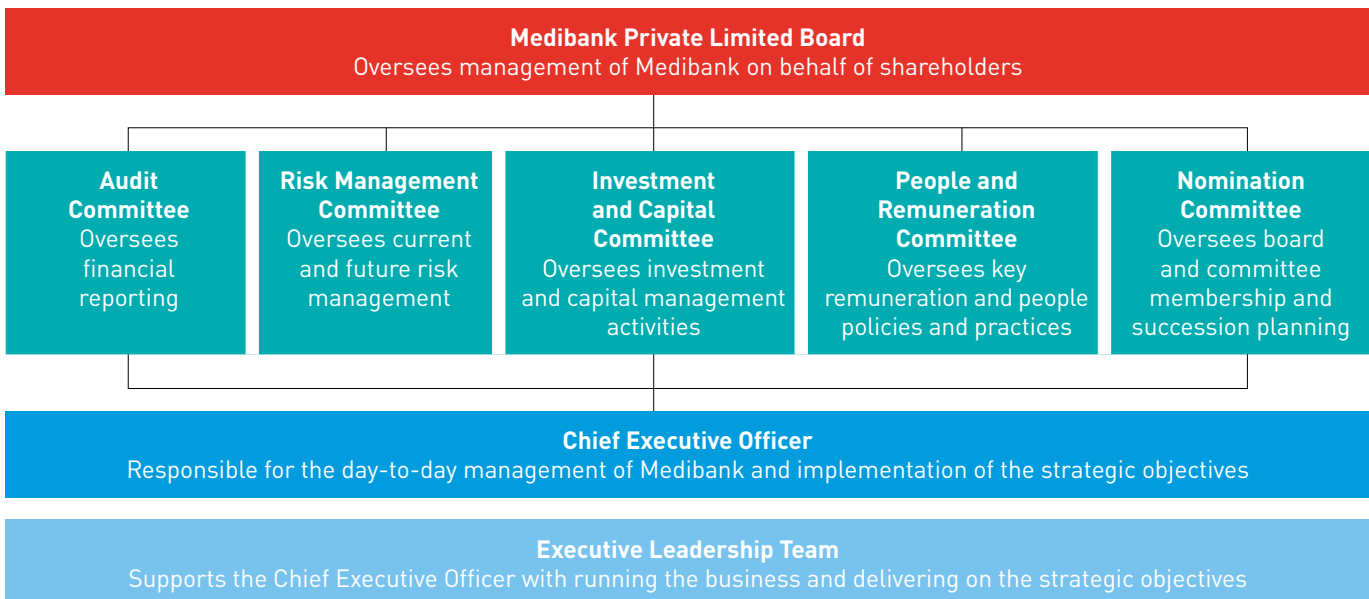 Medibank Private Limited Board
Oversees management of Medibank on behalf of shareholders
Audit
Committee
Oversees
financial
reporting
Risk Management
Committee
Oversees current
and future risk
management
Investment
and Capital
Committee
Oversees investment
and capital management
activities
People and
Remuneration
Committee
Oversees key
remuneration and people
policies and practices
Nomination
Committee
Oversees board
and committee
membership and
succession planning
Chief Executive Officer
Responsible for the day-to-day management of Medibank and implementation of the strategic objectives
Executive Leadership Team
Supports the Chief Executive Officer with running the business and delivering on the strategic objectives